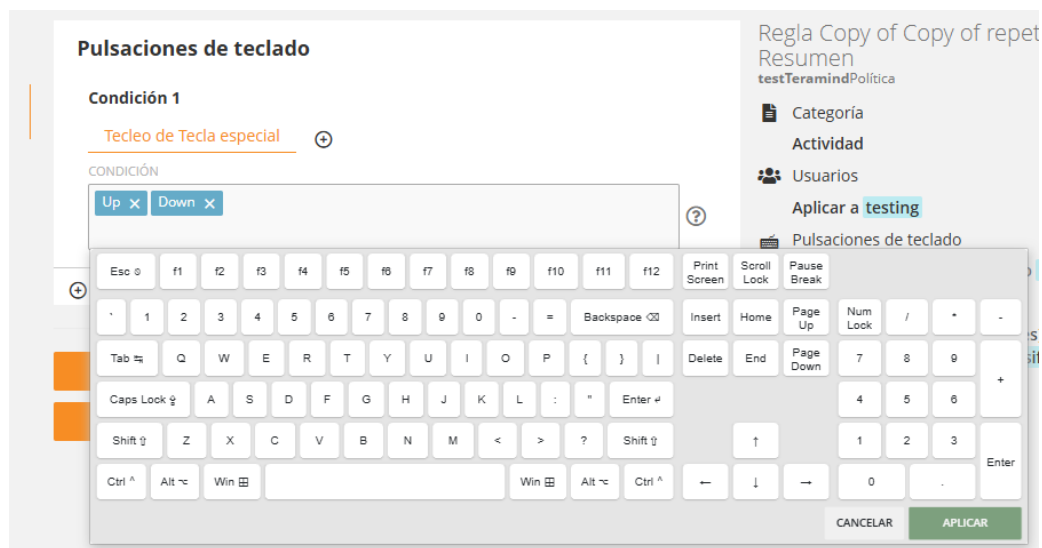 Pulsaciones de teclado
Condición 1
Tecleo de Tecla especial
CONDICIÓN
Up × Down ×
Regla Copy of Copy of repet
Resumen
testTeramindPolítica
Categoría
Actividad
Usuarios
Aplicar a testing
Pulsaciones de teclado
Esc f1 f2 f3 f4 f5 f6 f7 f8 f9 f10 f11 f12 Print Screen Scroll Lock Pause Break
` 1 2 3 4 5 6 7 8 9 0 - = Backspace Insert Home Page Up Num Lock / * -
Tab Q W E R T Y U I O P { } | Delete End Page Down 7 8 9 +
Caps Lock A S D F G H J K L : " Enter 4 5 6
Shift Z X C V B N M < > ? Shift ↑ 1 2 3 Enter
Ctrl ^ Alt Win Win Alt Ctrl ^ ← ↓ → 0 .
CANCELAR APLICAR